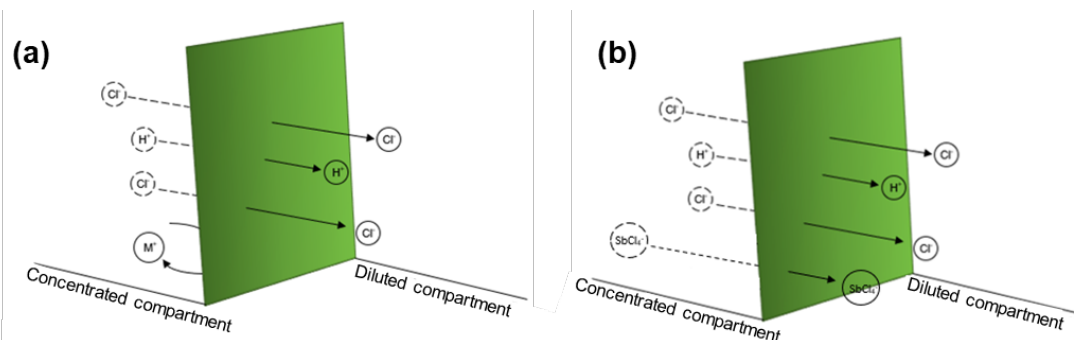 (a)
Cl⁻
H⁺
Cl⁻
M⁺
Cl⁻
H⁺
Cl⁻
Concentrated compartment
Diluted compartment
(b)
Cl⁻
H⁺
Cl⁻
SbCl₄⁻
Cl⁻
H⁺
Cl⁻
SbCl₄⁻
Concentrated compartment
Diluted compartment